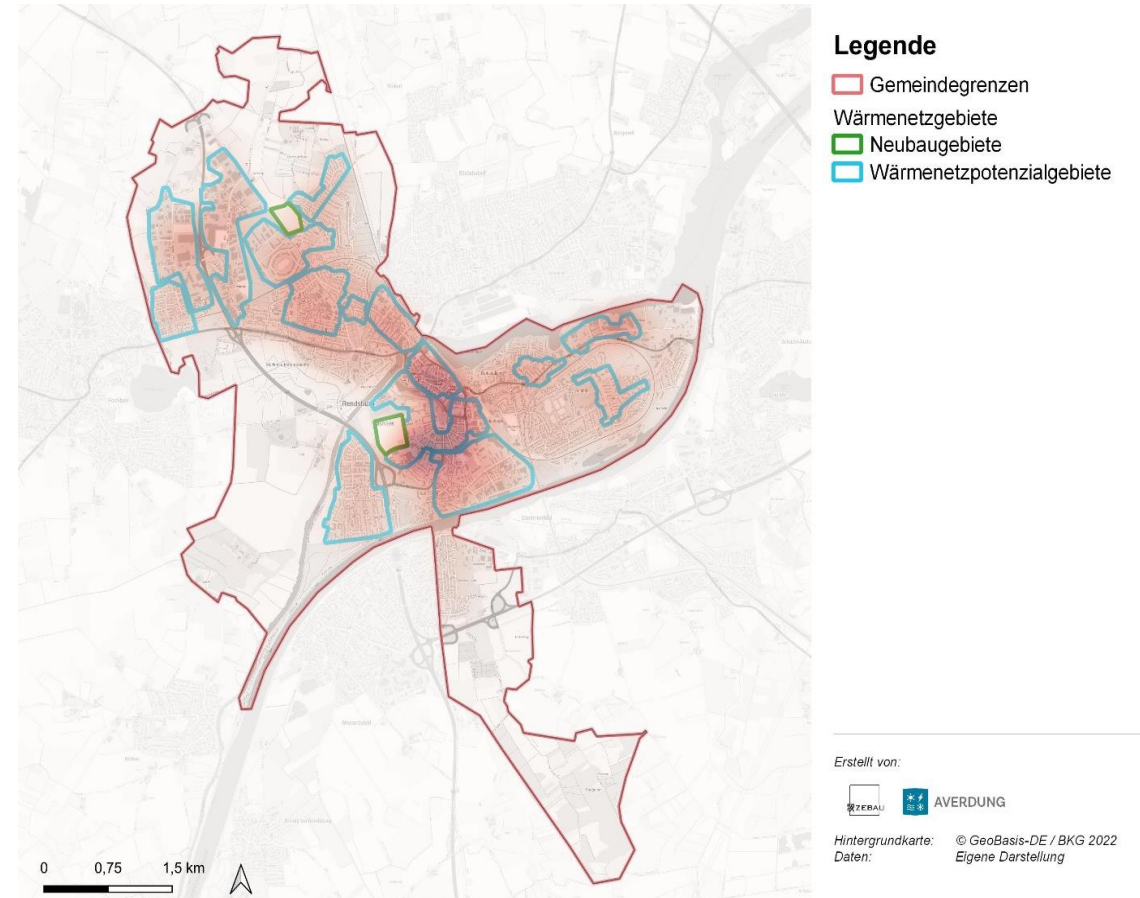 Legende
Gemeindegrenzen
Wärmenetzgebiete
Neubaugebiete
Wärmenetzpotenzialgebiete
Rendsburg
0 0,75 1,5 km
Erstellt von:
ZEBAU AVERDUNG
Hintergrundkarte: © GeoBasis-DE / BKG 2022
Daten: Eigene Darstellung